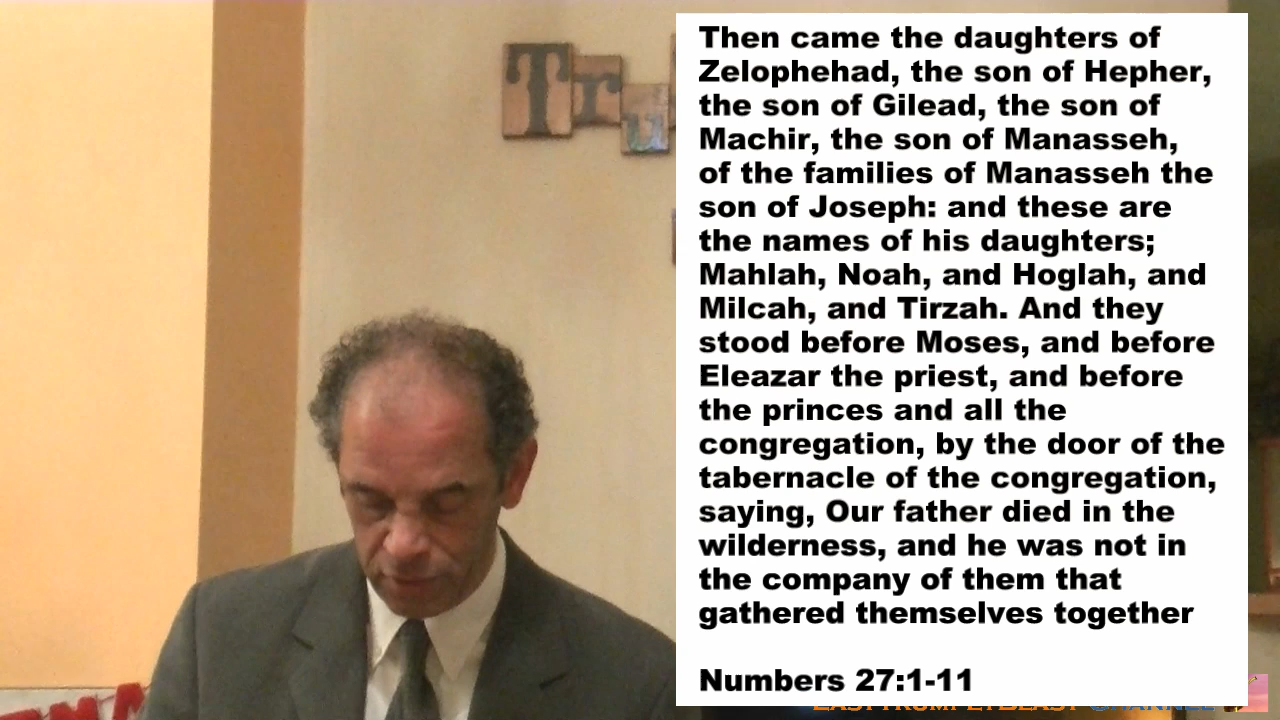 Tru
Then came the daughters of
Zelophehad, the son of Hepher,
the son of Gilead, the son of
Machir, the son of Manasseh,
of the families of Manasseh the
son of Joseph: and these are
the names of his daughters;
Mahlah, Noah, and Hoglah, and
Milcah, and Tirzah. And they
stood before Moses, and before
Eleazar the priest, and before
the princes and all the
congregation, by the door of the
tabernacle of the congregation,
saying, Our father died in the
wilderness, and he was not in
the company of them that
gathered themselves together
Numbers 27:1-11